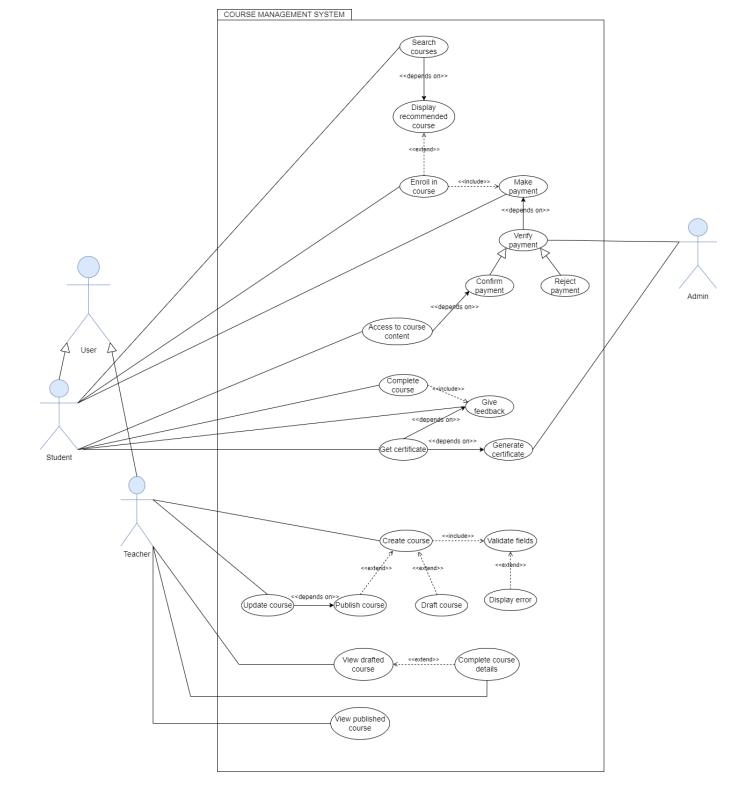 COURSE MANAGEMENT SYSTEM
Search
courses
<<depends on>>
Display
recommended
course
<<extend>>
Enroll in
course
<<include>>
Make
payment
<<depends on>>
Verify
payment
Admin
Confirm
payment
Reject
payment
<<depends on>>
Access to course
content
User
Complete
course
<<include>>
Give
feedback
<<depends on>>
Get certificate
<<depends on>>
Generate
certificate
Student
Teacher
Create course
<<include>>
Validate fields
<<extend>>
<<extend>>
<<extend>>
Update course
<<depends on>>
Publish course
Draft course
Display error
View drafted
course
<<extend>>
Complete course
details
View published
course